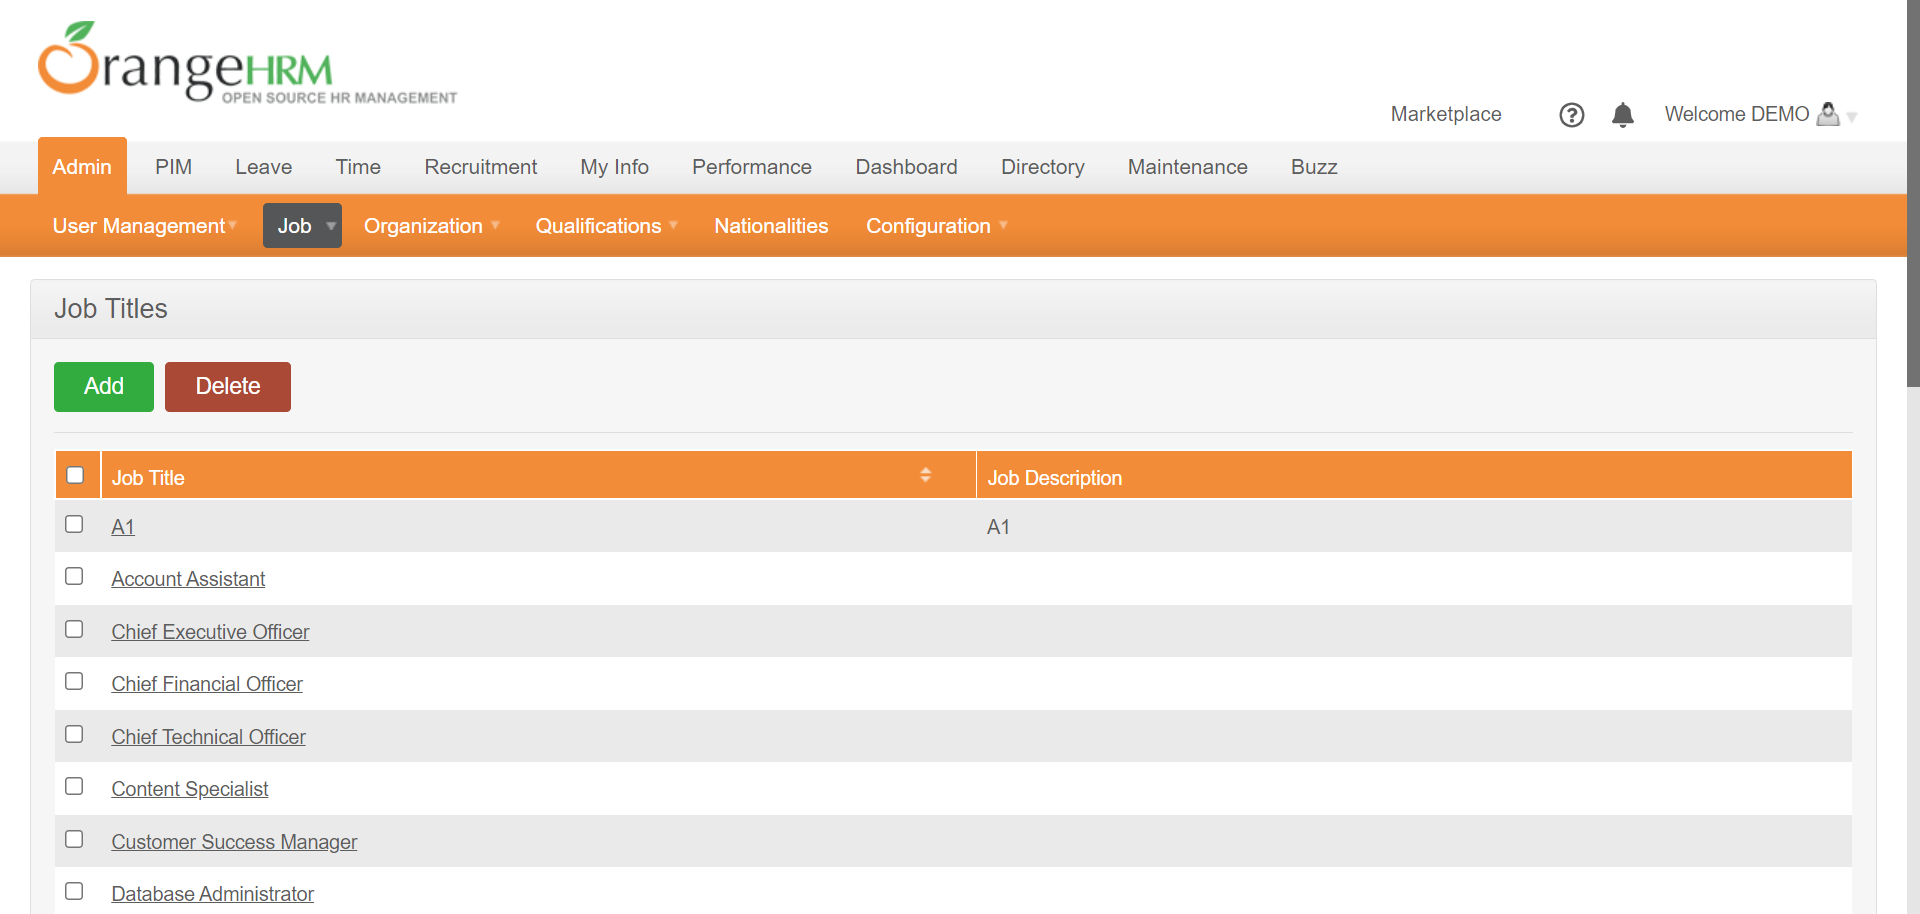 OrangeHRM
OPEN SOURCE HR MANAGEMENT
Marketplace
? Welcome DEMO
Admin PIM Leave Time Recruitment My Info Performance Dashboard Directory Maintenance Buzz
User Management Job Organization Qualifications Nationalities Configuration
Job Titles
Add Delete
Job Title Job Description
A1 A1
Account Assistant
Chief Executive Officer
Chief Financial Officer
Chief Technical Officer
Content Specialist
Customer Success Manager
Database Administrator